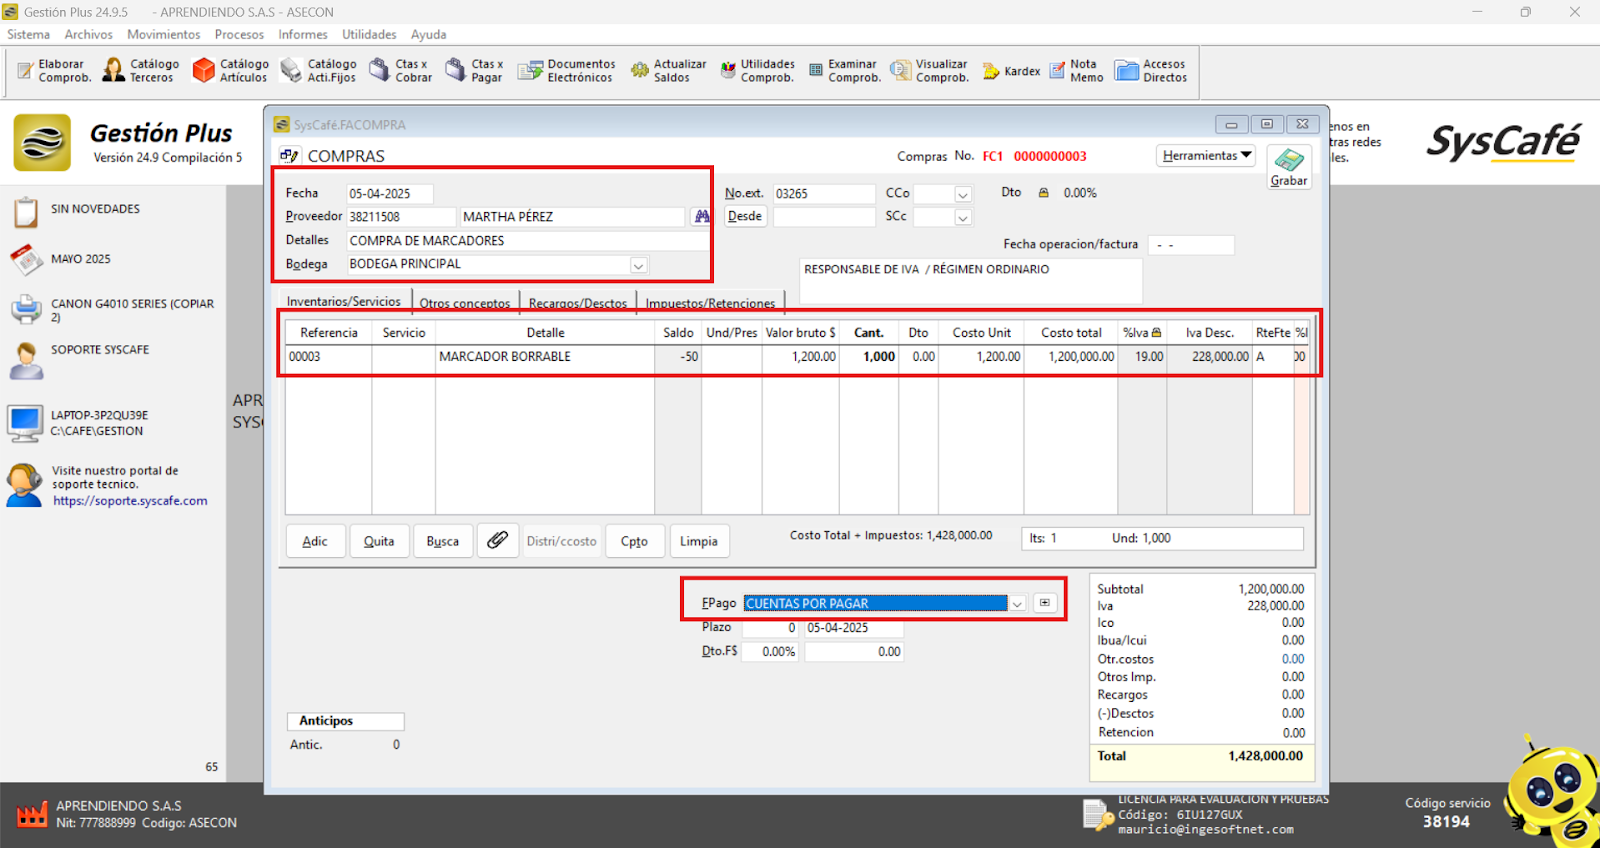 Gestión Plus 24.9.5 - APRENDIENDO S.A.S - ASECON
Sistema Archivos Movimientos Procesos Informes Utilidades Ayuda
Elaborar Comprob.
Catálogo Terceros
Catálogo Artículos
Catálogo Acti.Fijos
Ctas x Cobrar
Ctas x Pagar
Documentos Electrónicos
Actualizar Saldos
Utilidades Comprob.
Examinar Comprob.
Visualizar Comprob.
Kardex
Nota Memo
Accesos Directos
Gestión Plus
Versión 24.9 Compilación 5
SIN NOVEDADES
MAYO 2025
CANON G4010 SERIES (COPIAR
2)
SOPORTE SYSCAFE
LAPTOP-3P2QU39E
C:\CAFE\GESTION
Visite nuestro portal de
soporte tecnico.
https://soporte.syscafe.com
65
APR
SYS
enos en
tras redes
les.
SysCafé
SysCafé.FACOMPRA
COMPRAS
Compras No. FC1 0000000003
Herramientas
Grabar
Fecha 05-04-2025
Proveedor 38211508 MARTHA PÉREZ
Detalles COMPRA DE MARCADORES
Bodega BODEGA PRINCIPAL
No.ext. 03265 CCo Dto 0.00%
Desde SCc
Fecha operacion/factura - -
RESPONSABLE DE IVA / RÉGIMEN ORDINARIO
Inventarios/Servicios Otros conceptos Recargos/Desctos Impuestos/Retenciones
Referencia Servicio Detalle Saldo Und/Pres Valor bruto $ Cant. Dto Costo Unit Costo total %Iva Iva Desc. RteFte %I
00003 MARCADOR BORRABLE -50 1,200.00 1,000 0.00 1,200.00 1,200,000.00 19.00 228,000.00 A 00
Adic Quita Busca Distri/ccosto Cpto Limpia
Costo Total + Impuestos: 1,428,000.00
Its: 1 Und: 1,000
FPago CUENTAS POR PAGAR
Plazo 0 05-04-2025
Dto.F$ 0.00% 0.00
Anticipos
Antic. 0
Subtotal 1,200,000.00
Iva 228,000.00
Ico 0.00
Ibua/Icui 0.00
Otr.costos 0.00
Otros Imp. 0.00
Recargos 0.00
(-)Desctos 0.00
Retencion 0.00
Total 1,428,000.00
APRENDIENDO S.A.S
Nit: 777888999 Codigo: ASECON
LICENCIA PARA EVALUACION Y PRUEBAS
Código: 6IU127GUX
mauricio@ingesoftnet.com
Código servicio
38194